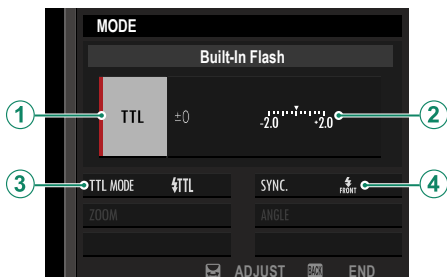 MODE
Built-In Flash
1 TTL ±0 -2.0 +2.0 2
3 TTL MODE TTL SYNC. FRONT 4
ZOOM ANGLE
ADJUST BACK END